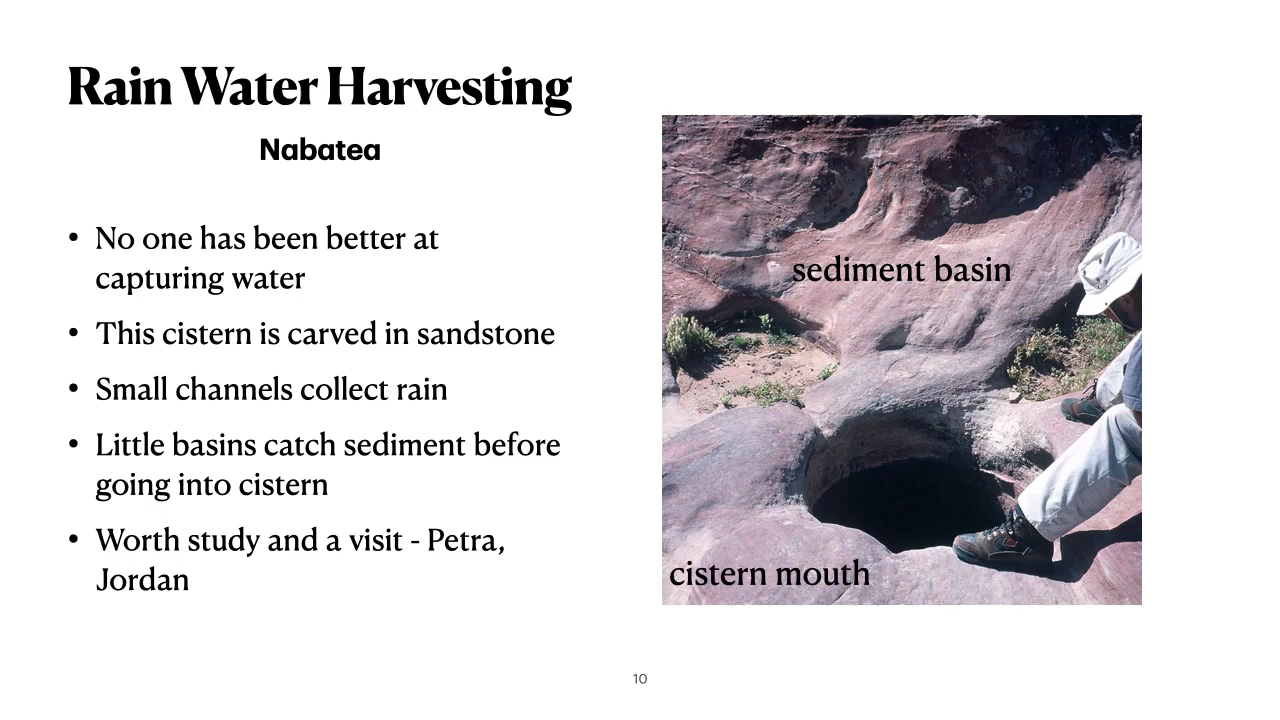 Rain Water Harvesting
Nabatea
• No one has been better at
capturing water
• This cistern is carved in sandstone
• Small channels collect rain
• Little basins catch sediment before
going into cistern
• Worth study and a visit - Petra,
Jordan
sediment basin
cistern mouth
10